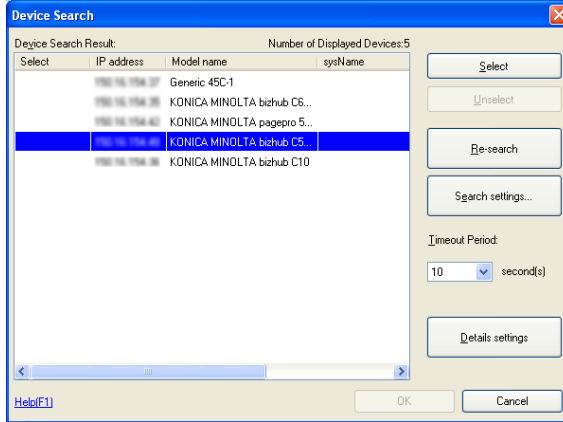 Device Search
Device Search Result: Number of Displayed Devices:5
Select IP address Model name sysName
Generic 45C-1
KONICA MINOLTA bizhub C6...
KONICA MINOLTA pagepro 5...
KONICA MINOLTA bizhub C5...
KONICA MINOLTA bizhub C10
Select
Unselect
Re-search
Search settings...
Timeout Period:
10 second(s)
Details settings
Help(F1) OK Cancel